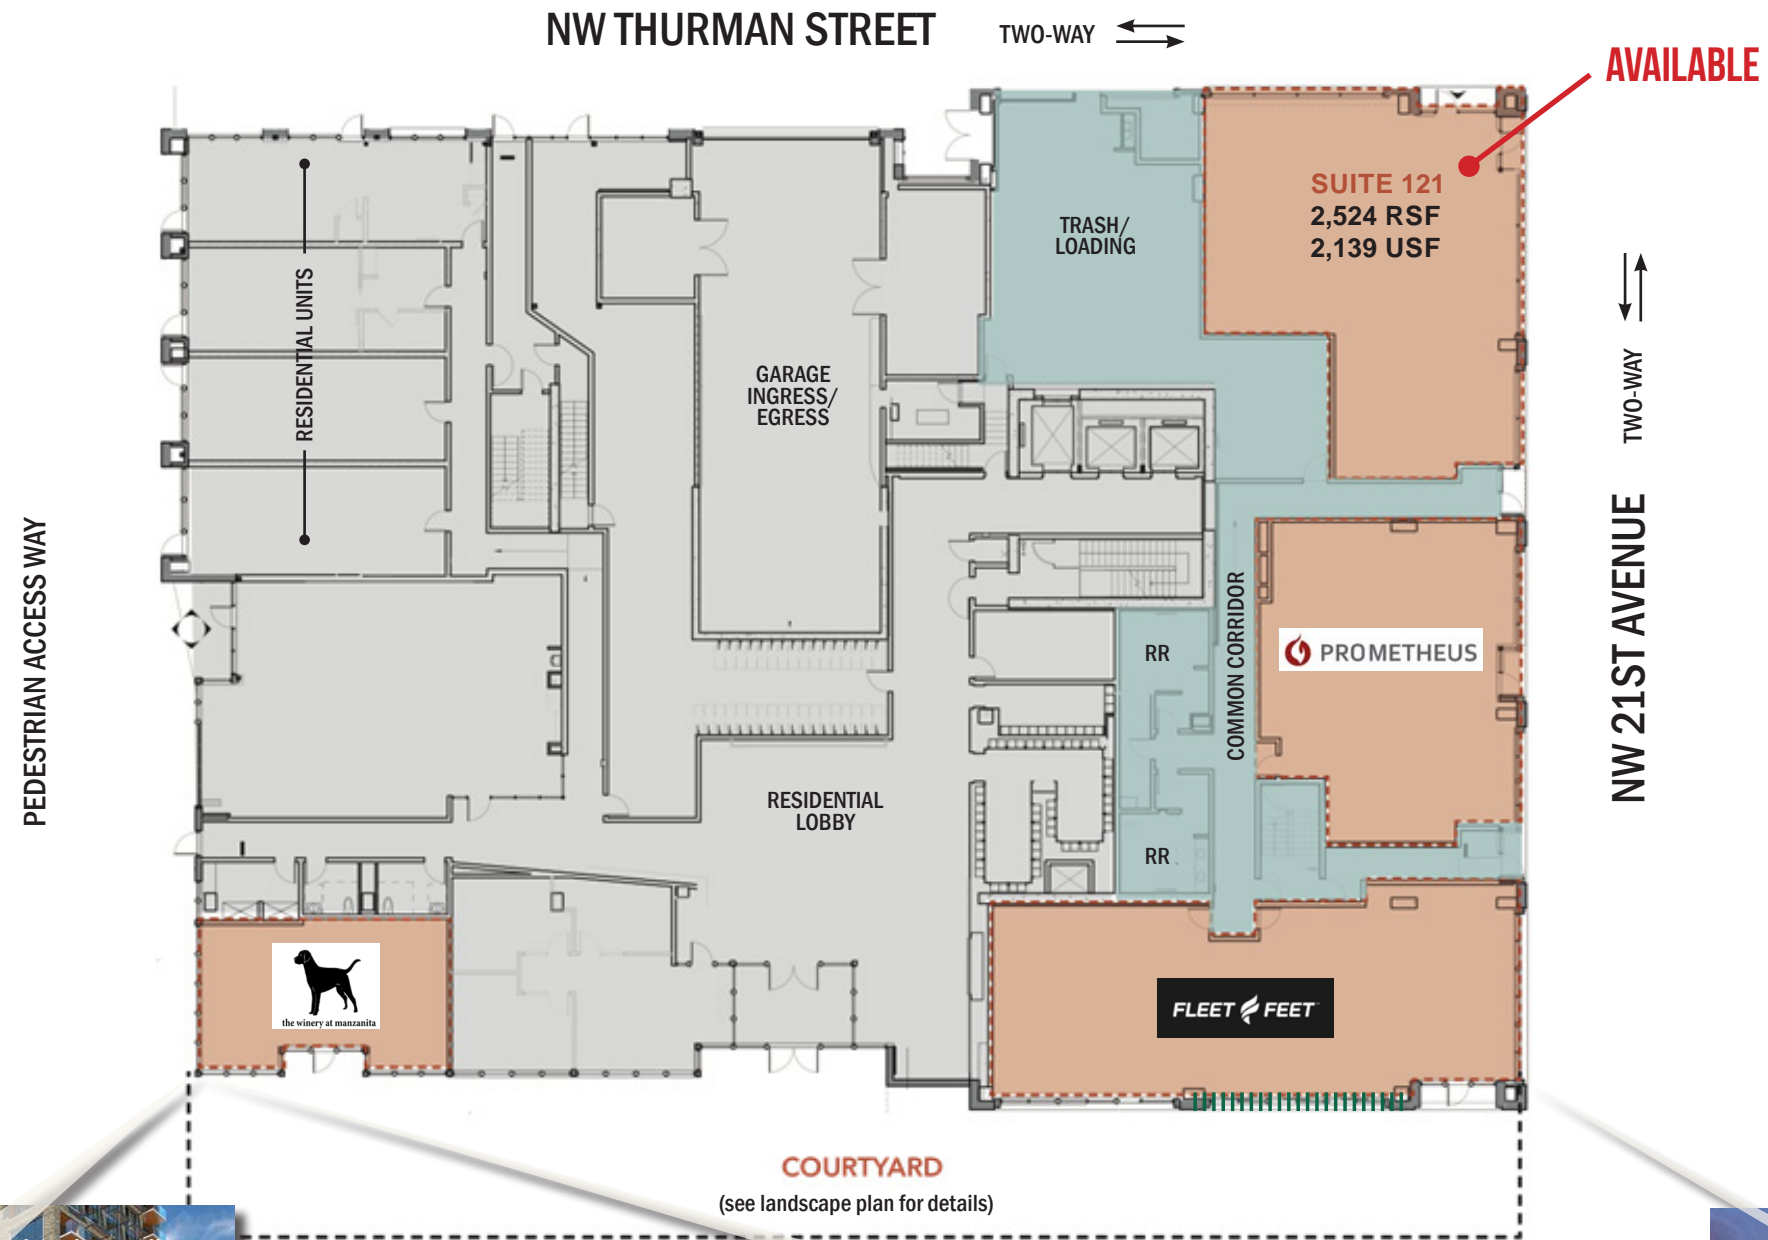 NW THURMAN STREET
TWO-WAY
AVAILABLE
SUITE 121
2,524 RSF
2,139 USF
TRASH/
LOADING
RESIDENTIAL UNITS
GARAGE
INGRESS/
EGRESS
TWO-WAY
NW 21ST AVENUE
PEDESTRIAN ACCESS WAY
COMMON CORRIDOR
RR
PROMETHEUS
RESIDENTIAL
LOBBY
RR
the winery at manzanita
FLEET FEET
COURTYARD
(see landscape plan for details)